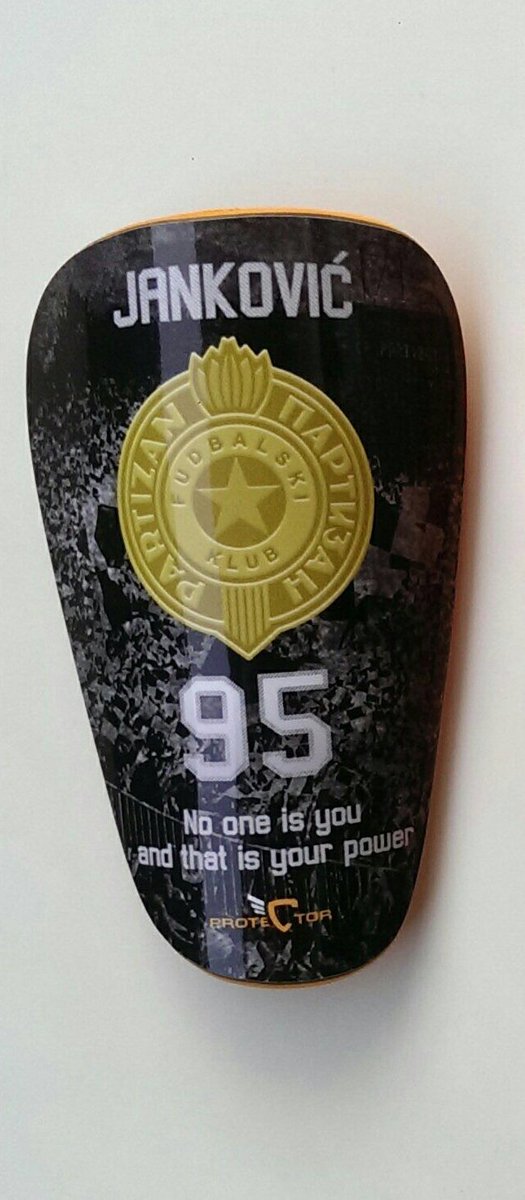 JANKOVIĆ
PARTIZAN ПАРТИЗАН
FUDBALSKI
KLUB
95
No one is you
and that is your power
PROTECTOR